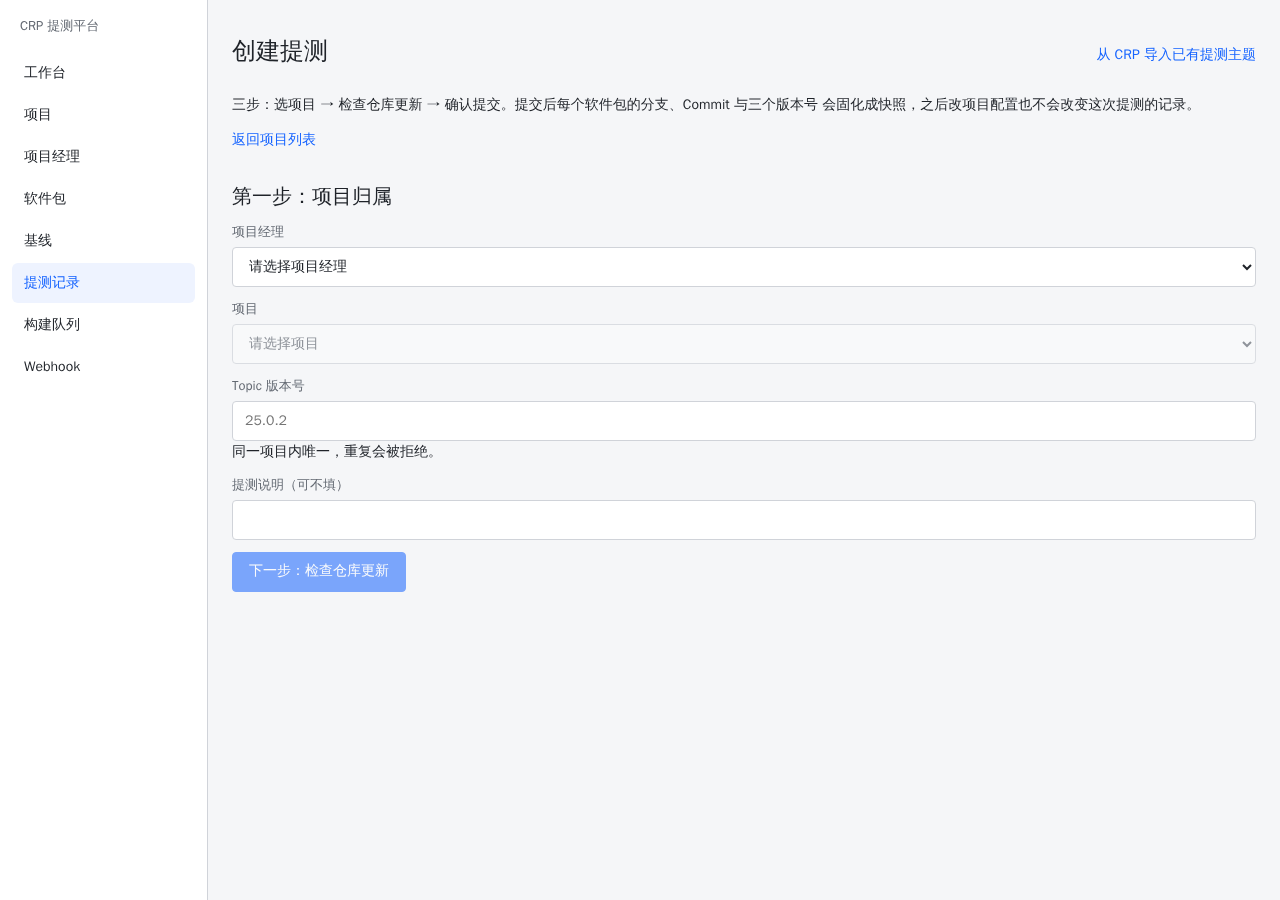 CRP 提测平台
工作台
项目
项目经理
软件包
基线
提测记录
构建队列
Webhook
创建提测
从 CRP 导入已有提测主题
三步：选项目 → 检查仓库更新 → 确认提交。提交后每个软件包的分支、Commit 与三个版本号 会固化成快照，之后改项目配置也不会改变这次提测的记录。
返回项目列表
第一步：项目归属
项目经理
请选择项目经理
项目
请选择项目
Topic 版本号
25.0.2
同一项目内唯一，重复会被拒绝。
提测说明（可不填）
下一步：检查仓库更新